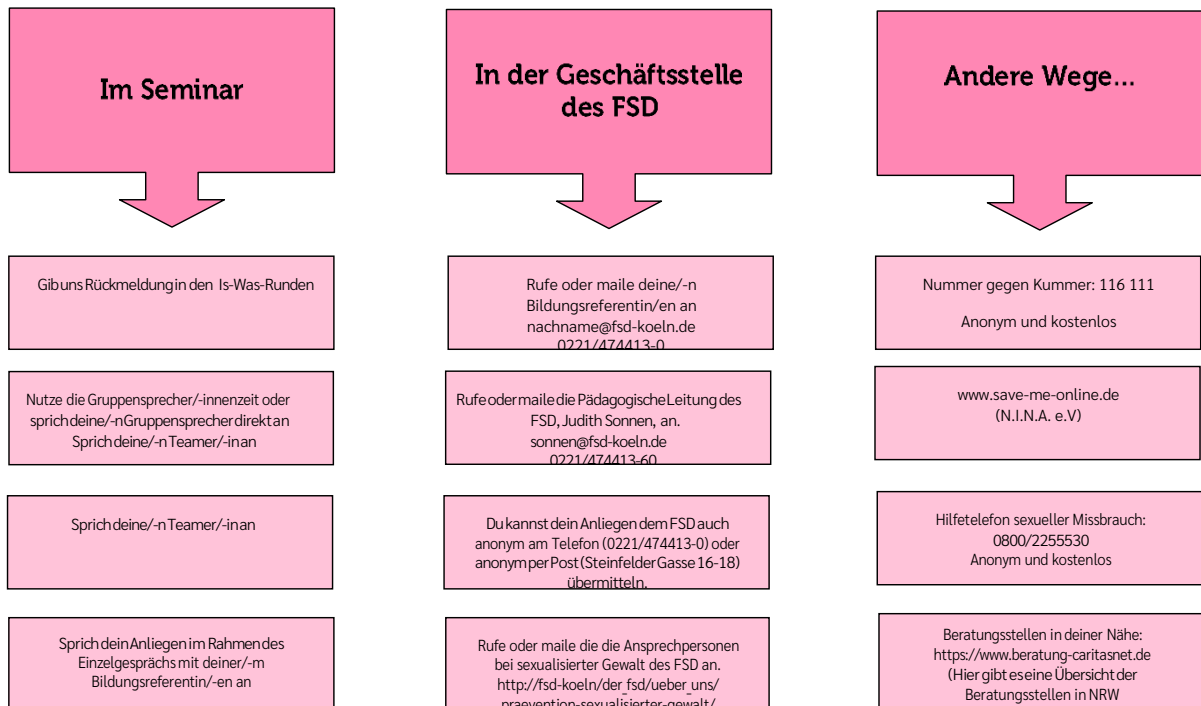 Im Seminar
Gib uns Rückmeldung in den Is-Was-Runden
Nutze die Gruppensprecher/-innenzeit oder
sprich deine/-n Gruppensprecher direkt an
Sprich deine/-n Teamer/-in an
Sprich deine/-n Teamer/-in an
Sprich dein Anliegen im Rahmen des
Einzelgesprächs mit deiner/-m
Bildungsreferentin/-en an
In der Geschäftsstelle
des FSD
Rufe oder maile deine/-n
Bildungsreferentin/en an
nachname@fsd-koeln.de
0221/474413-0
Rufe oder maile die Pädagogische Leitung des
FSD, Judith Sonnen, an.
sonnen@fsd-koeln.de
0221/474413-60
Du kannst dein Anliegen dem FSD auch
anonym am Telefon (0221/474413-0) oder
anonym per Post (Steinfelder Gasse 16-18)
übermitteln.
Rufe oder maile die die Ansprechpersonen
bei sexualisierter Gewalt des FSD an.
http://fsd-koeln/der_fsd/ueber_uns/
praevention-sexualisierter-gewalt/
Andere Wege...
Nummer gegen Kummer: 116 111
Anonym und kostenlos
www.save-me-online.de
(N.I.N.A. e.V)
Hilfetelefon sexueller Missbrauch:
0800/2255530
Anonym und kostenlos
Beratungsstellen in deiner Nähe:
https://www.beratung-caritasnet.de
(Hier gibt es eine Übersicht der
Beratungsstellen in NRW